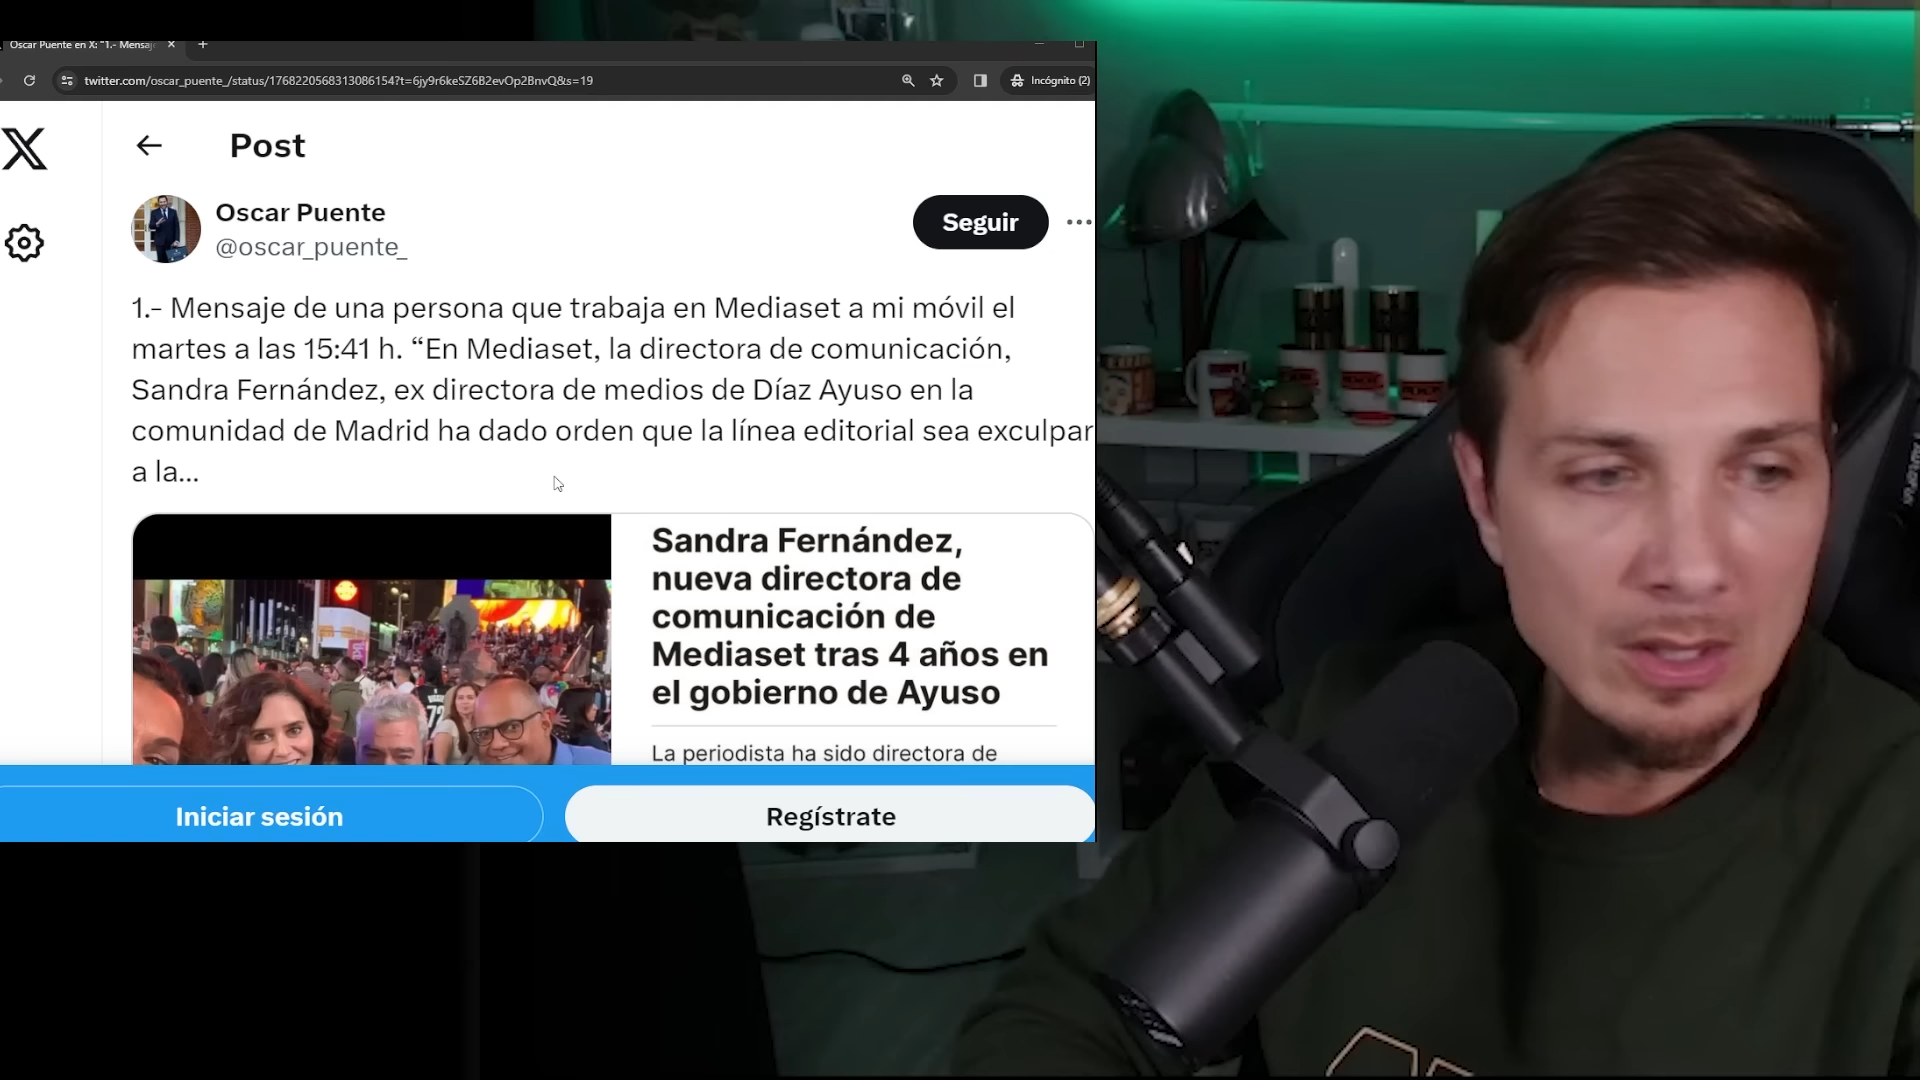 Oscar Puente en X: "1.- Mensaj
twitter.com/oscar_puente_/status/1768220568313086154?t=6jy9r6keSZ6B2evOp2BnvQ&s=19
Incógnito (2)
Post
Oscar Puente
@oscar_puente_
Seguir
1.- Mensaje de una persona que trabaja en Mediaset a mi móvil el
martes a las 15:41 h. “En Mediaset, la directora de comunicación,
Sandra Fernández, ex directora de medios de Díaz Ayuso en la
comunidad de Madrid ha dado orden que la línea editorial sea exculpar
a la...
Sandra Fernández,
nueva directora de
comunicación de
Mediaset tras 4 años en
el gobierno de Ayuso
La periodista ha sido directora de
Iniciar sesión
Regístrate